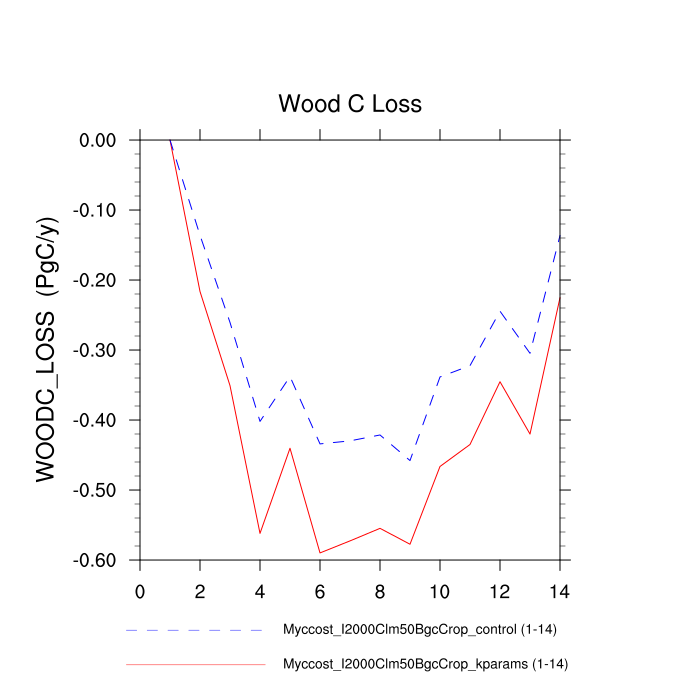 Wood C Loss
0.00
-0.10
-0.20
-0.30
-0.40
-0.50
-0.60
WOODC_LOSS (PgC/y)
0 2 4 6 8 10 12 14
Myccost_I2000Clm50BgcCrop_control (1-14)
Myccost_I2000Clm50BgcCrop_kparams (1-14)